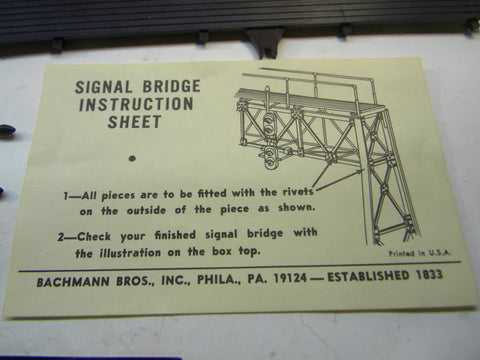 SIGNAL BRIDGE
INSTRUCTION
SHEET
1—All pieces are to be fitted with the rivets
on the outside of the piece as shown.
2—Check your finished signal bridge with
the illustration on the box top.
Printed in U.S.A.
BACHMANN BROS., INC., PHILA., PA. 19124 — ESTABLISHED 1833